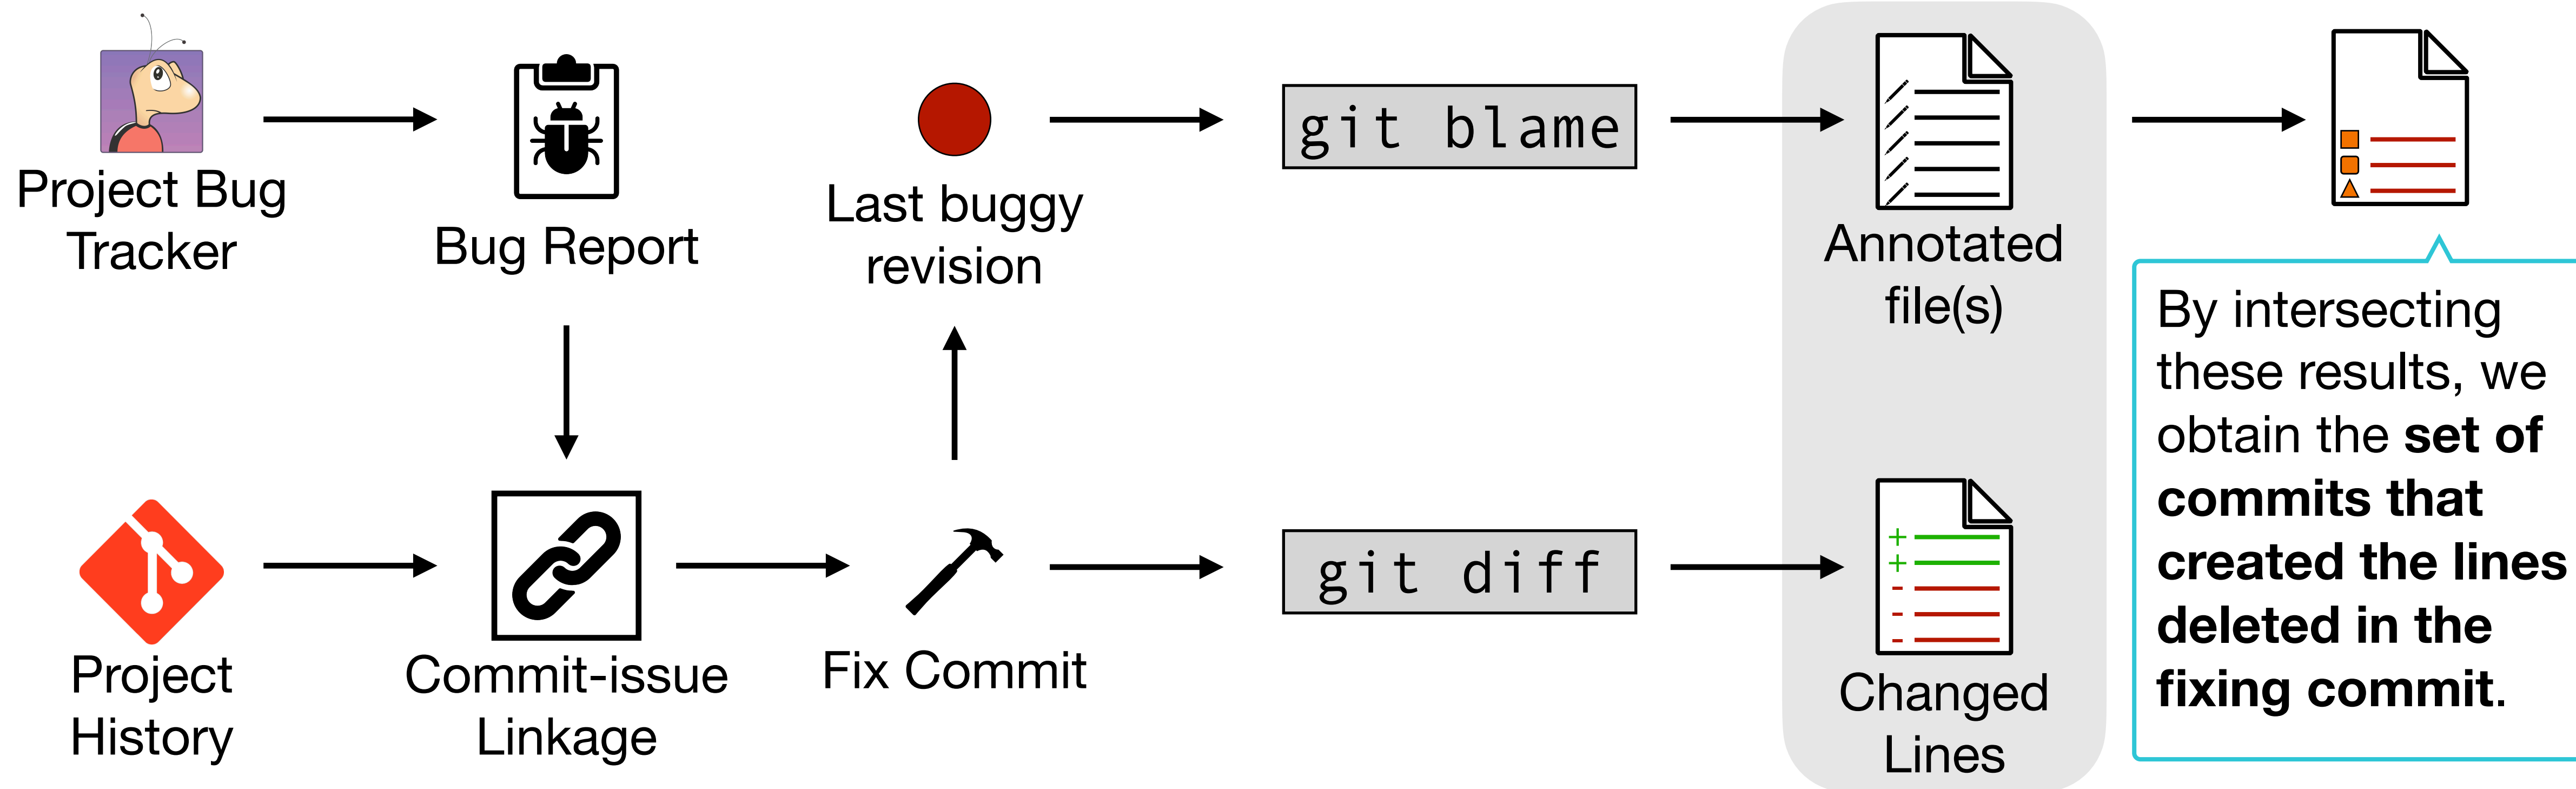 Project Bug
Tracker
Bug Report
Last buggy
revision
git blame
Annotated
file(s)
By intersecting
these results, we
obtain the set of
commits that
created the lines
deleted in the
fixing commit.
Project
History
Commit-issue
Linkage
Fix Commit
git diff
+
+
-
-
-
Changed
Lines